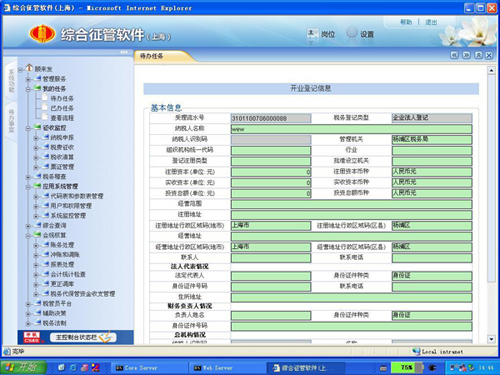 综合征管软件(上海) - Microsoft Internet Explorer
帮助 | 退出
综合征管软件(上海)
岗位
设置
待办任务
系统功能
待办事宜
顾来发
管理服务
我的任务
待办任务
已办任务
查看流程
征收监控
纳税申报
税费征收
税收清算
票证管理
税务稽查
应用系统管理
代码表和参数表管理
用户和权限管理
系统监控管理
综合查询
会统核算
账务处理
冲账和调账
报表处理
会计统计检查
更正调库
税务代保管资金收支管理
税管员平台
辅助决策
税务法制
主控制台状态栏
开业登记信息
基本信息
受理流水号 3101100706000088 税务登记类型 企业法人登记
纳税人名称 www
纳税人识别码 管理机关 杨浦区税务局
组织机构统一代码 行业
登记注册类型 批准设立机关
注册资本(单位:元) 0 注册资本币种 人民币元
实收资本(单位:元) 0 实收资本币种 人民币元
投资总额(单位:元) 0 投资总额币种 人民币元
经营范围
注册地址
注册地址行政区域码(地市) 上海市 注册地址行政区域码(区县) 杨浦区
经营地址
经营地址行政区域码(地市) 上海市 经营地址行政区域码(区县) 杨浦区
联系人 联系电话
法人代表情况
法定代表人 身份证件种类 身份证
身份证件号码 联系电话
住所地址
财务负责人情况
负责人姓名 身份证件种类 身份证
身份证件号码
总机构情况
完毕
Local intranet
开始
Core Server
Web Server
综合征管软件(上...
75%
14:44